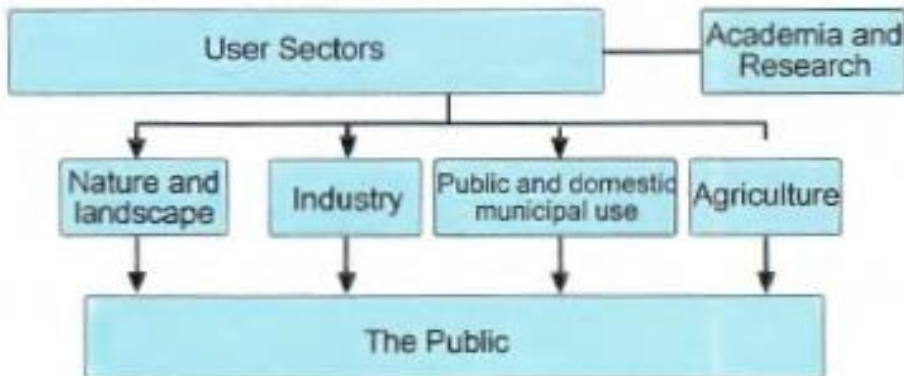 User Sectors
Academia and
Research
Nature and
landscape
Industry
Public and domestic
municipal use
Agriculture
The Public